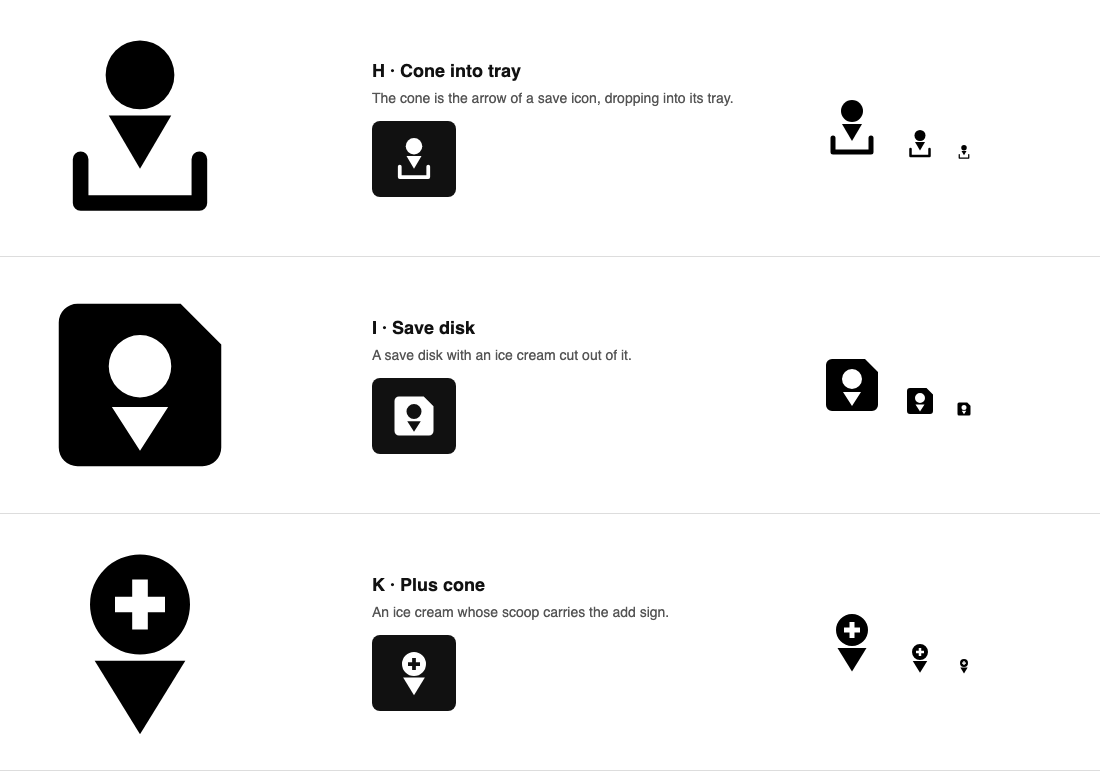 H · Cone into tray
The cone is the arrow of a save icon, dropping into its tray.
I · Save disk
A save disk with an ice cream cut out of it.
K · Plus cone
An ice cream whose scoop carries the add sign.